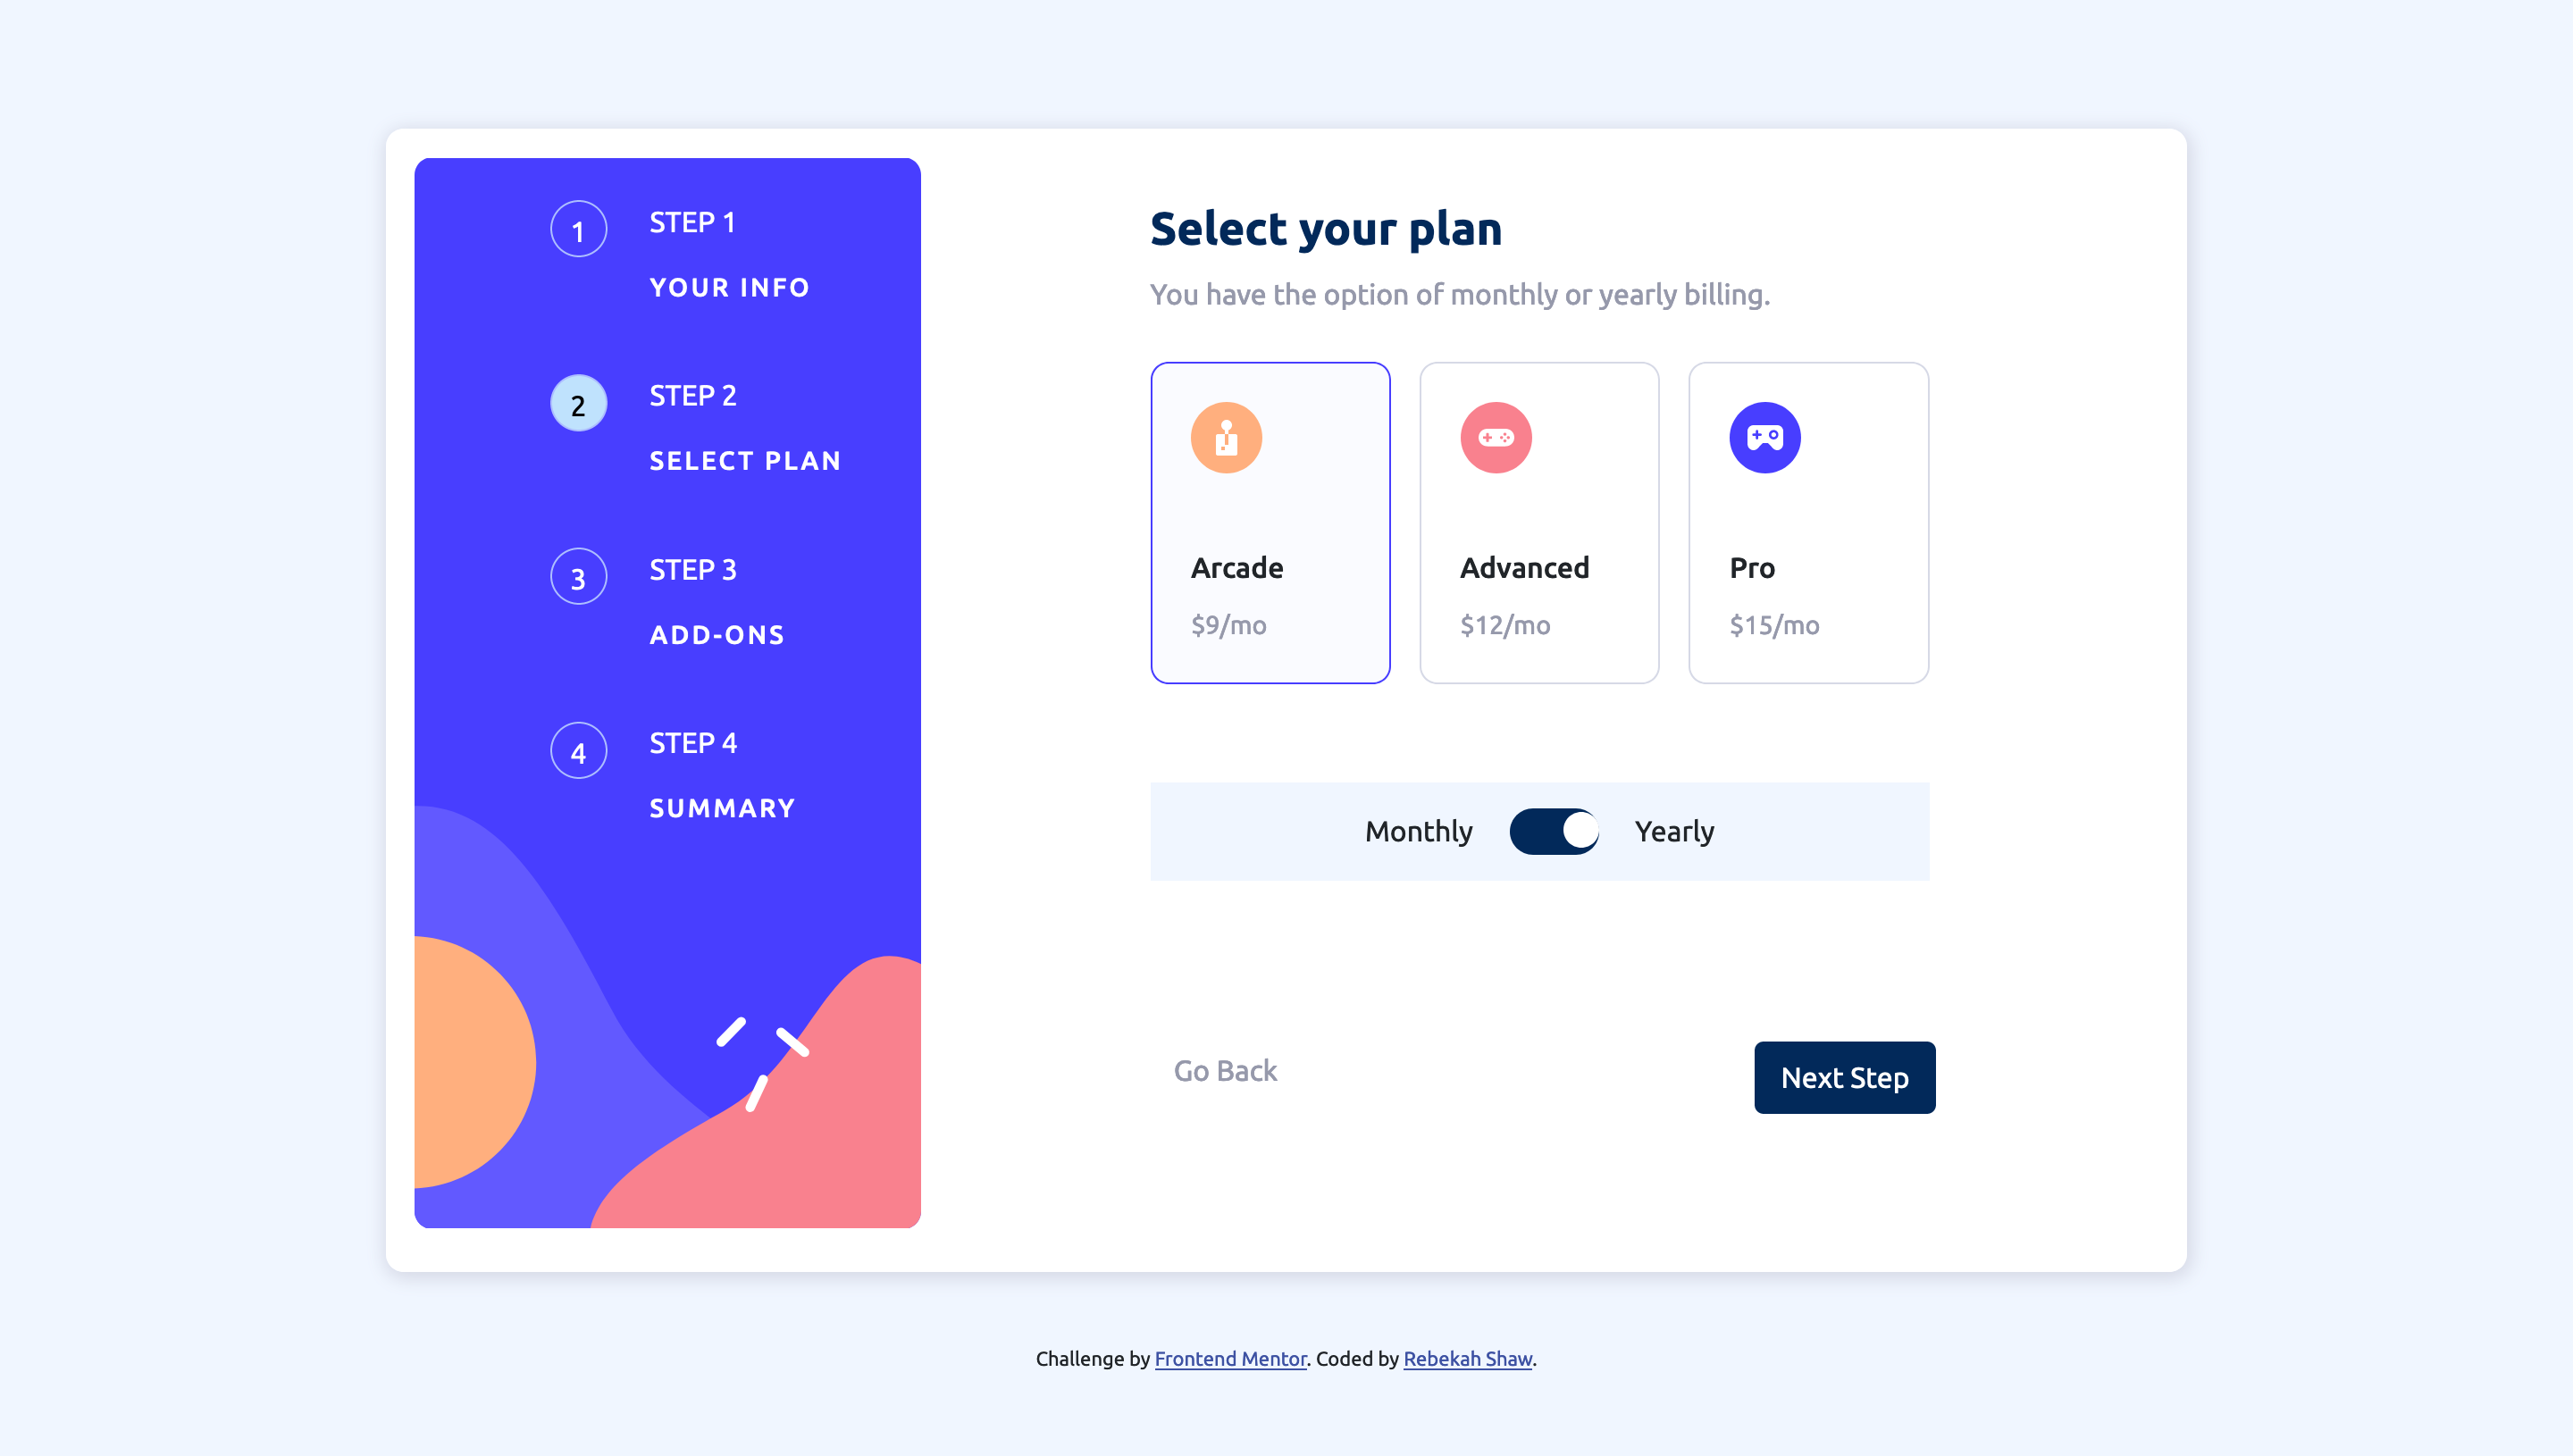 1
STEP 1
YOUR INFO
2
STEP 2
SELECT PLAN
3
STEP 3
ADD-ONS
4
STEP 4
SUMMARY
Select your plan
You have the option of monthly or yearly billing.
Arcade
$9/mo
Advanced
$12/mo
Pro
$15/mo
Monthly Yearly
Go Back
Next Step
Challenge by Frontend Mentor. Coded by Rebekah Shaw.